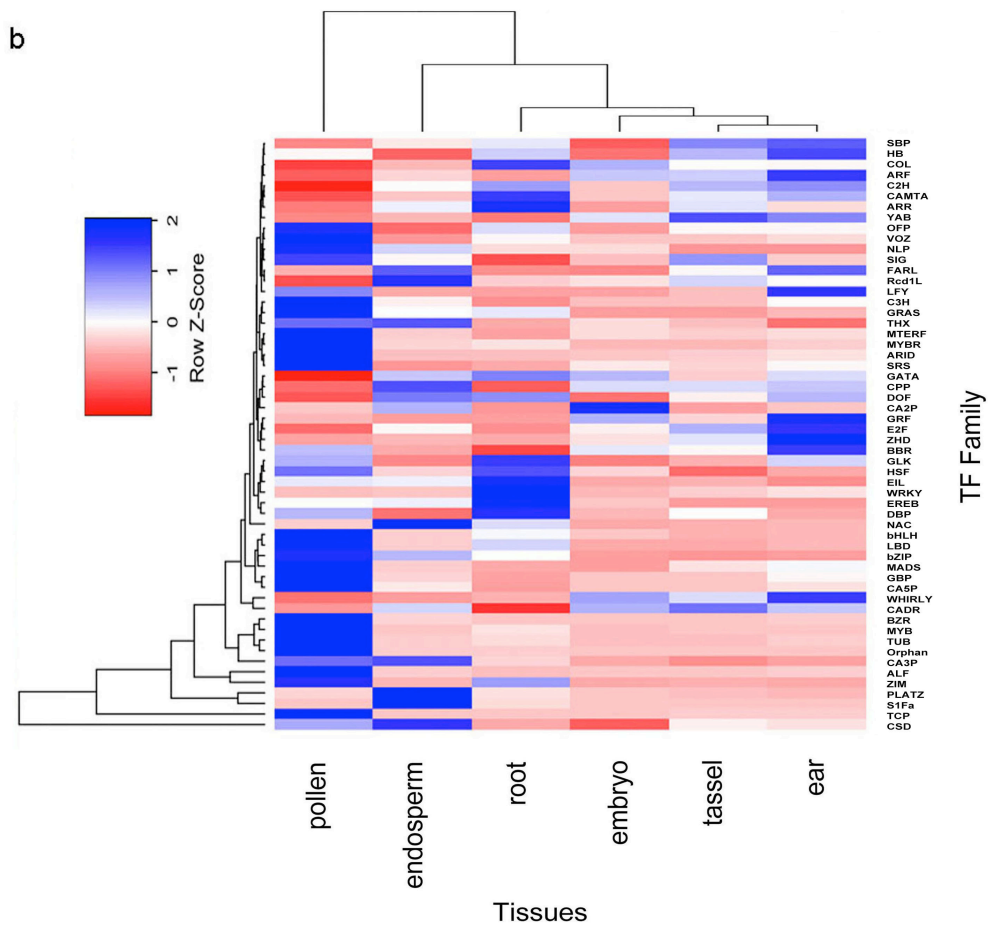 b
SBP
HB
COL
ARF
C2H
CAMTA
ARR
YAB
OFP
VOZ
NLP
SIG
FARL
Rcd1L
LFY
C3H
GRAS
THX
MTERF
MYBR
ARID
SRS
GATA
CPP
DOF
CA2P
GRF
E2F
ZHD
BBR
GLK
HSF
EIL
WRKY
EREB
DBP
NAC
bHLH
LBD
bZIP
MADS
GBP
CA5P
WHIRLY
CADR
BZR
MYB
TUB
Orphan
CA3P
ALF
ZIM
PLATZ
S1Fa
TCP
CSD
2
1
0
-1
Row Z-Score
TF Family
pollen
endosperm
root
embryo
tassel
ear
Tissues